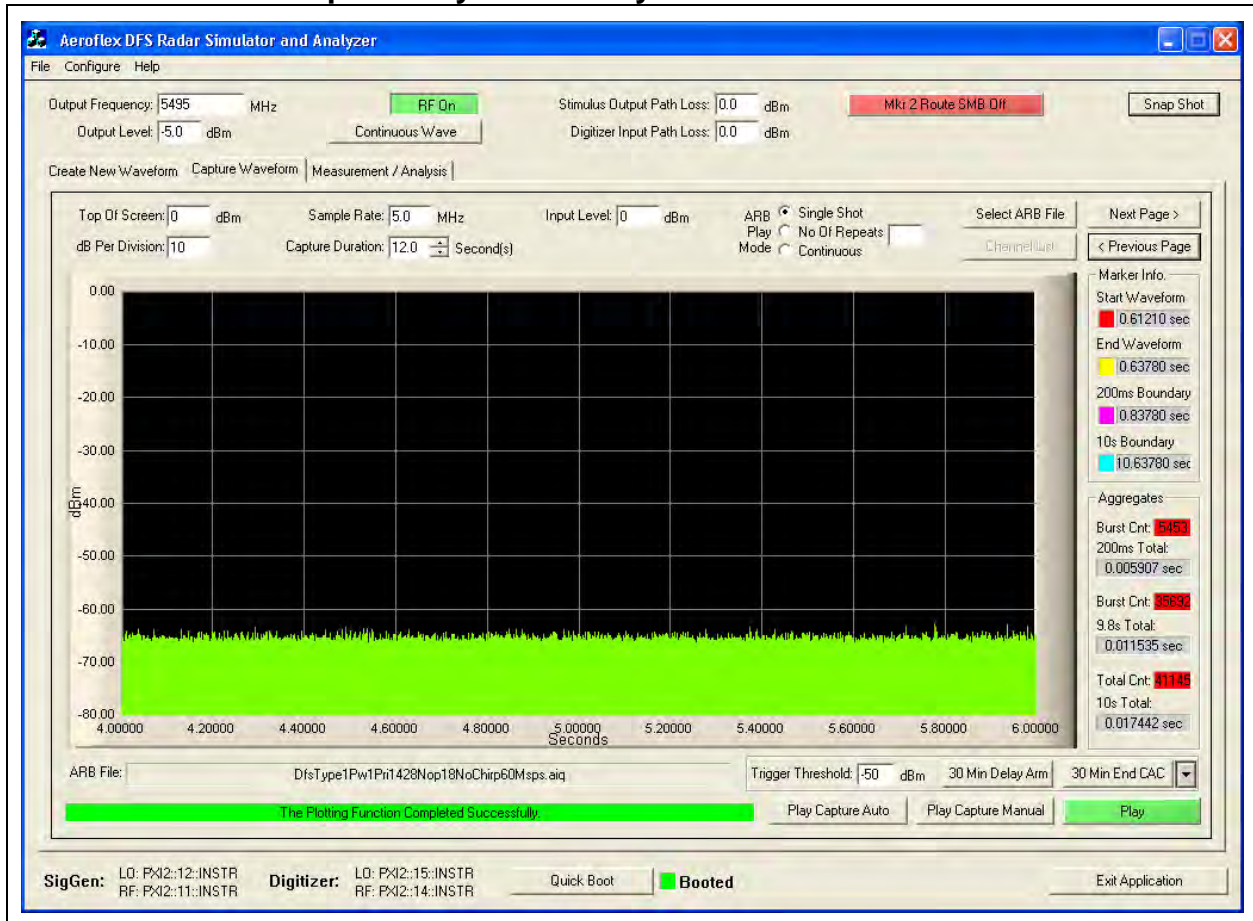 Aeroflex DFS Radar Simulator and Analyzer
File Configure Help
Output Frequency: 5495 MHz
RF On
Stimulus Output Path Loss: 0.0 dBm
Mkr 2 Route SMB Off
Snap Shot
Output Level: -5.0 dBm
Continuous Wave
Digitizer Input Path Loss: 0.0 dBm
Create New Waveform Capture Waveform Measurement / Analysis
Top Of Screen: 0 dBm
Sample Rate: 5.0 MHz
Input Level: 0 dBm
ARB Play Mode
Single Shot
No Of Repeats
Continuous
Select ARB File
Next Page >
dB Per Division: 10
Capture Duration: 12.0 Second(s)
Channel List
< Previous Page
0.00
-10.00
-20.00
-30.00
-40.00
-50.00
-60.00
-70.00
-80.00
dBm
4.00000 4.20000 4.40000 4.60000 4.80000 5.00000 5.20000 5.40000 5.60000 5.80000 6.00000
Seconds
Marker Info.
Start Waveform
0.61210 sec
End Waveform
0.63780 sec
200ms Boundary
0.83780 sec
10s Boundary
10.63780 sec
Aggregates
Burst Cnt: 5453
200ms Total:
0.005907 sec
Burst Cnt: 35692
9.8s Total:
0.011535 sec
Total Cnt: 41145
10s Total:
0.017442 sec
ARB File: DfsType1Pw1Pri1428Nop18NoChirp60Msps.aiq
Trigger Threshold: -50 dBm
30 Min Delay Arm
30 Min End CAC
The Plotting Function Completed Successfully.
Play Capture Auto
Play Capture Manual
Play
SigGen: LO: PXI2::12::INSTR
RF: PXI2::11::INSTR
Digitizer: LO: PXI2::15::INSTR
RF: PXI2::14::INSTR
Quick Boot
Booted
Exit Application